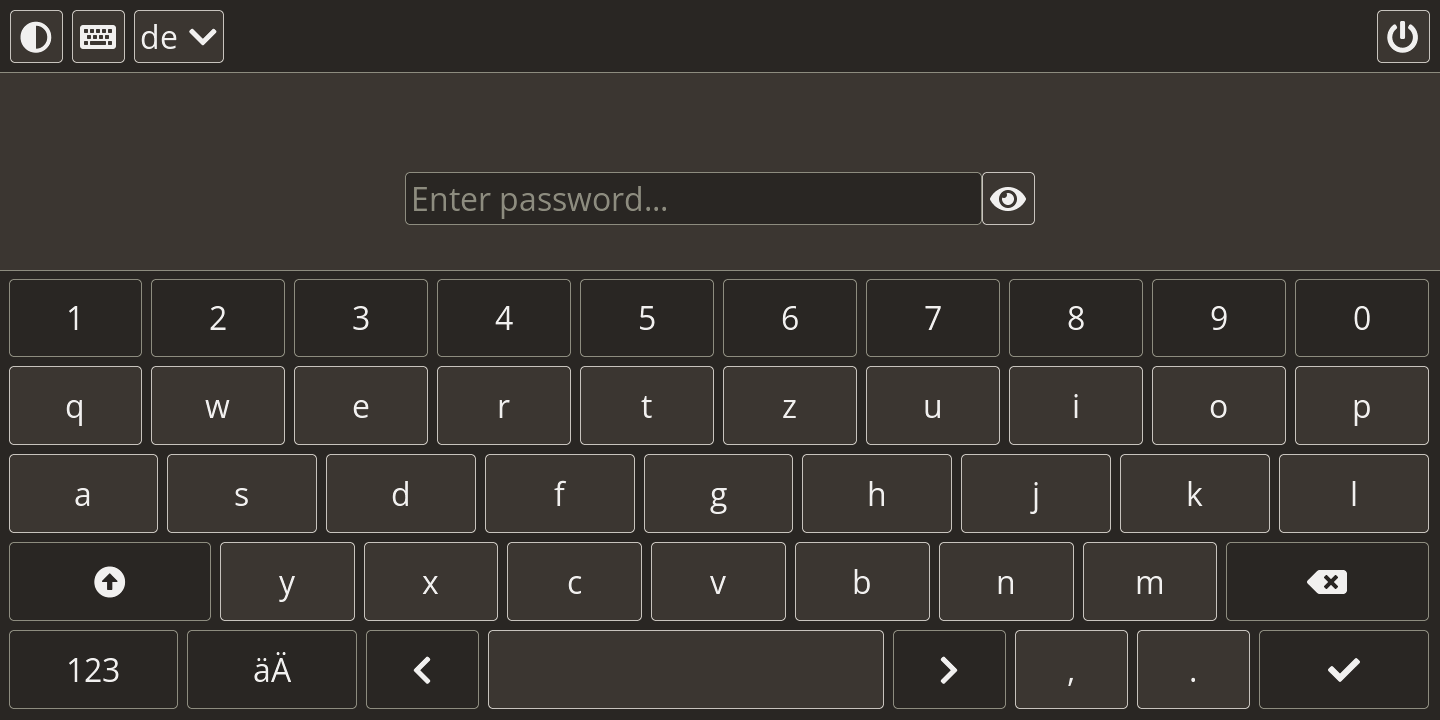 de
Enter password...
1 2 3 4 5 6 7 8 9 0
q w e r t z u i o p
a s d f g h j k l
y x c v b n m
123 äÄ , .